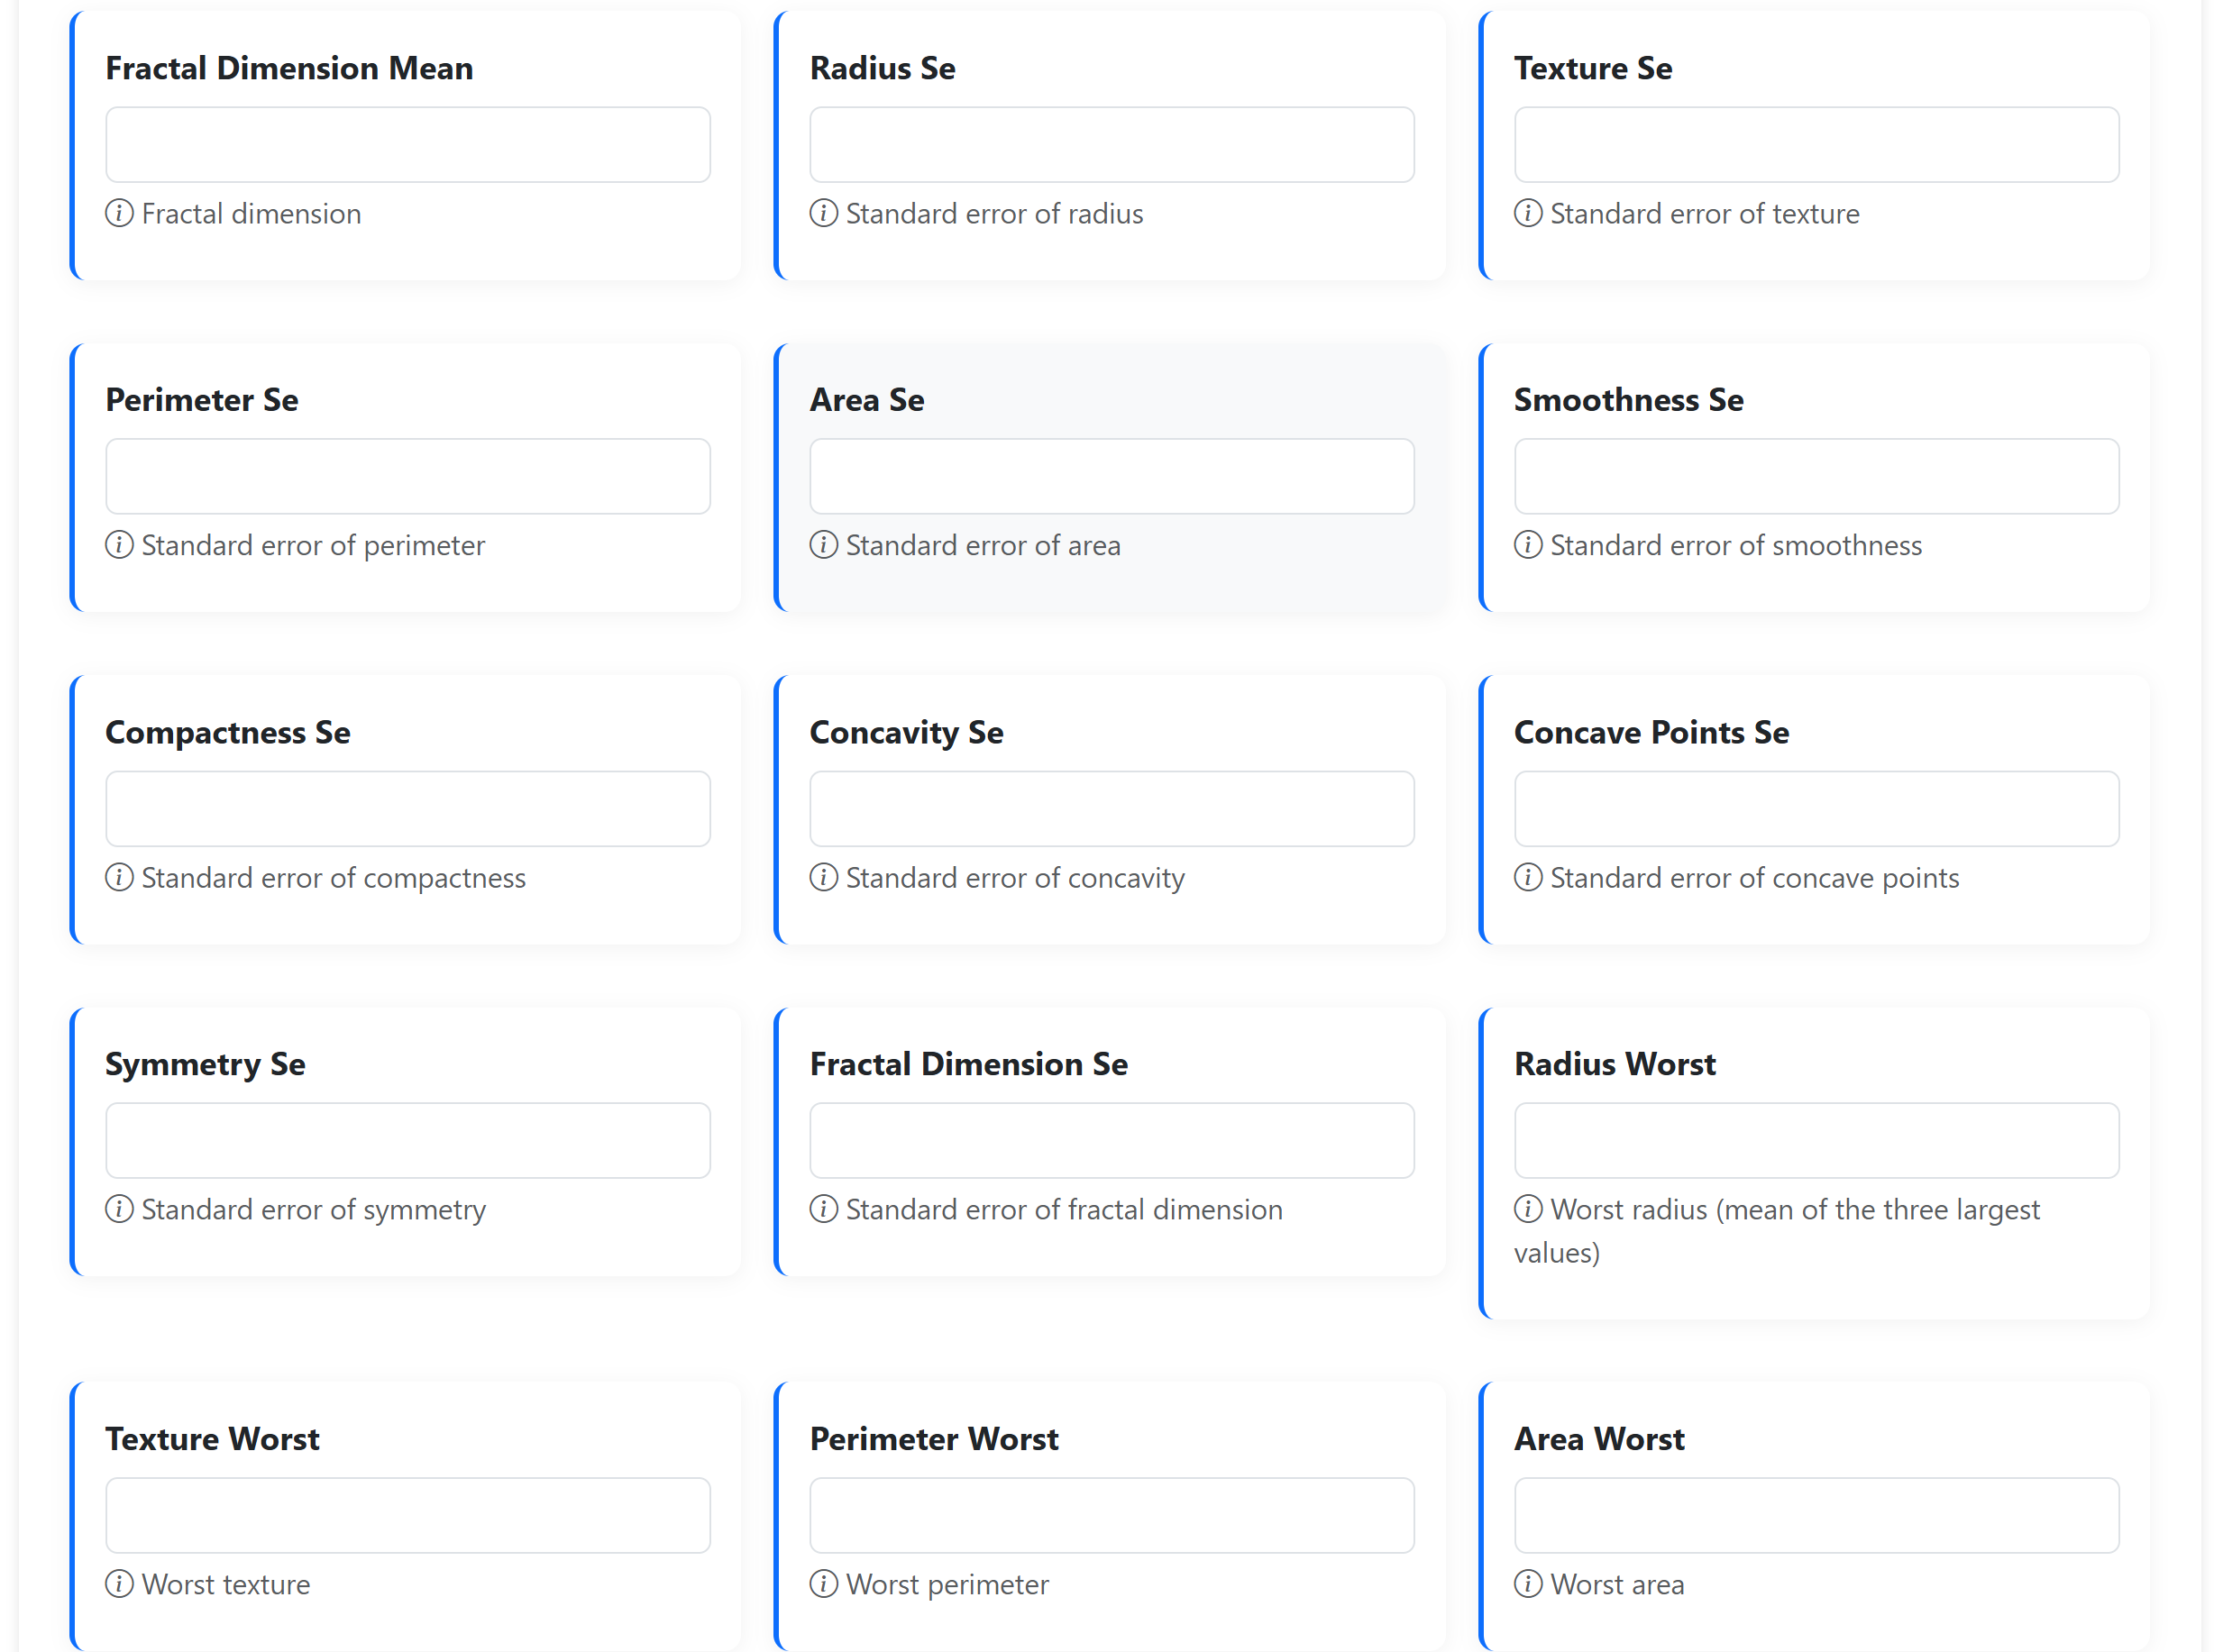 Fractal Dimension Mean
Radius Se
Texture Se
Fractal dimension
Standard error of radius
Standard error of texture
Perimeter Se
Area Se
Smoothness Se
Standard error of perimeter
Standard error of area
Standard error of smoothness
Compactness Se
Concavity Se
Concave Points Se
Standard error of compactness
Standard error of concavity
Standard error of concave points
Symmetry Se
Fractal Dimension Se
Radius Worst
Standard error of symmetry
Standard error of fractal dimension
Worst radius (mean of the three largest
values)
Texture Worst
Perimeter Worst
Area Worst
Worst texture
Worst perimeter
Worst area